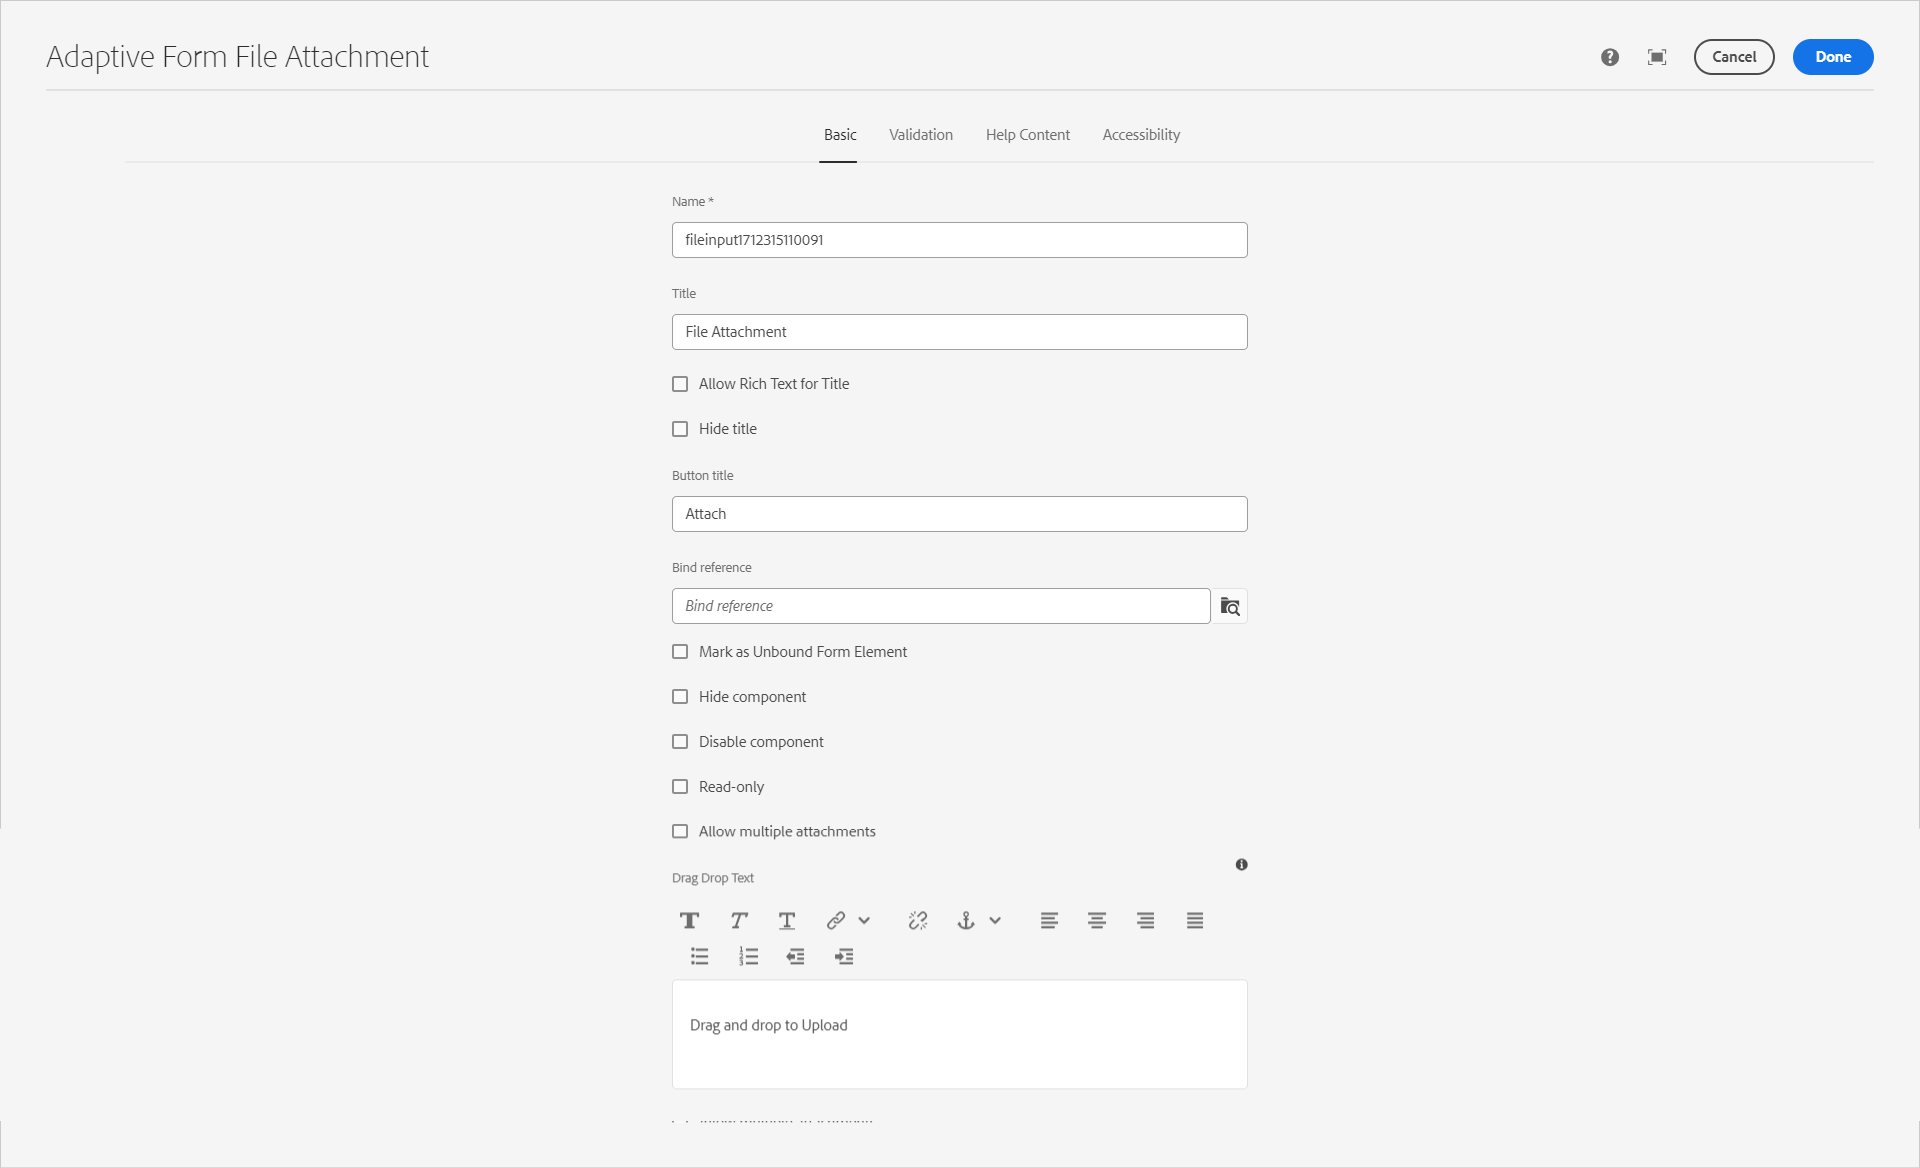 Adaptive Form File Attachment
Cancel
Done
Basic
Validation
Help Content
Accessibility
Name *
fileinput1712315110091
Title
File Attachment
Allow Rich Text for Title
Hide title
Button title
Attach
Bind reference
Bind reference
Mark as Unbound Form Element
Hide component
Disable component
Read-only
Allow multiple attachments
Drag Drop Text
Drag and drop to Upload